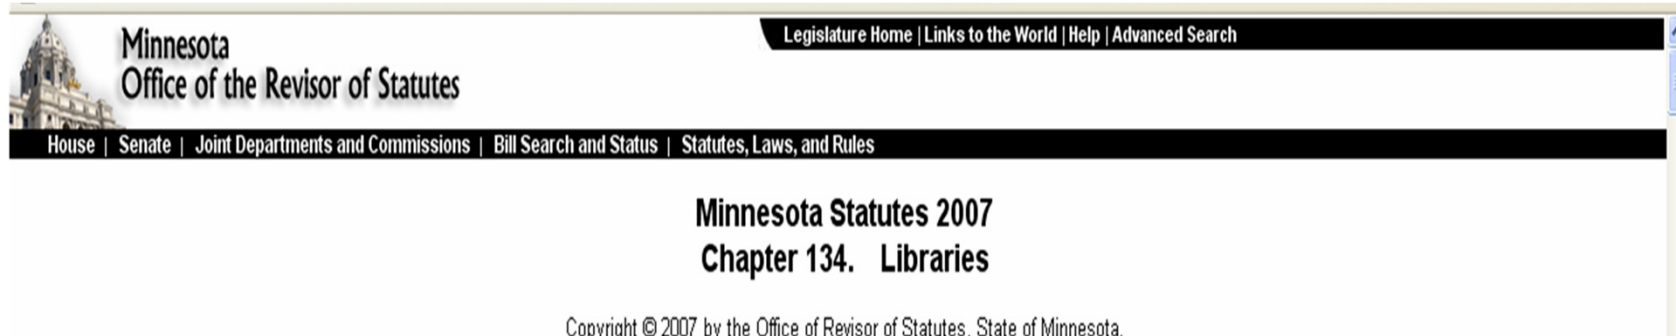 Legislature Home | Links to the World | Help | Advanced Search
Minnesota
Office of the Revisor of Statutes
House | Senate | Joint Departments and Commissions | Bill Search and Status | Statutes, Laws, and Rules
Minnesota Statutes 2007
Chapter 134. Libraries
Copyright © 2007 by the Office of Revisor of Statutes, State of Minnesota.